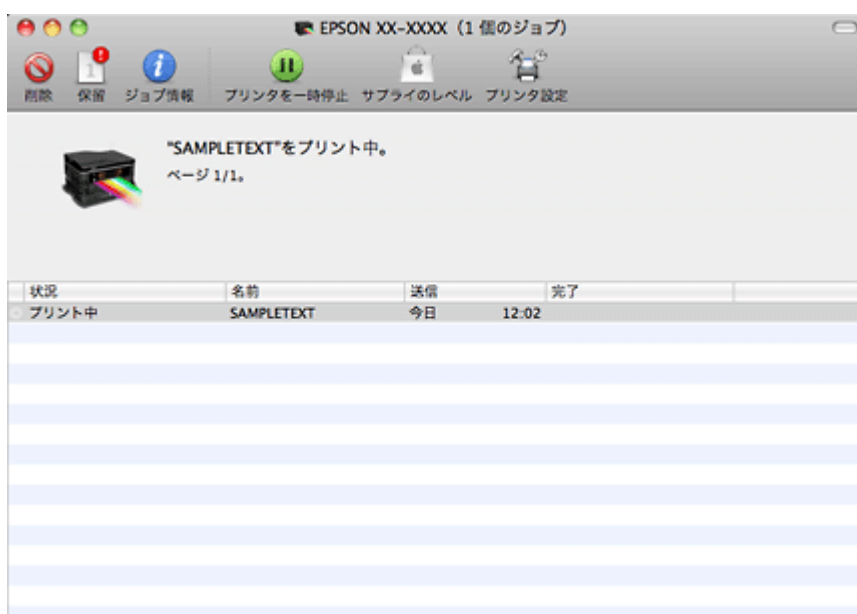 EPSON XX-XXXX（1 個のジョブ）
削除 保留 ジョブ情報 プリンタを一時停止 サプライのレベル プリンタ設定
"SAMPLETEXT"をプリント中。
ページ 1/1。
状況 名前 送信 完了
プリント中 SAMPLETEXT 今日 12:02